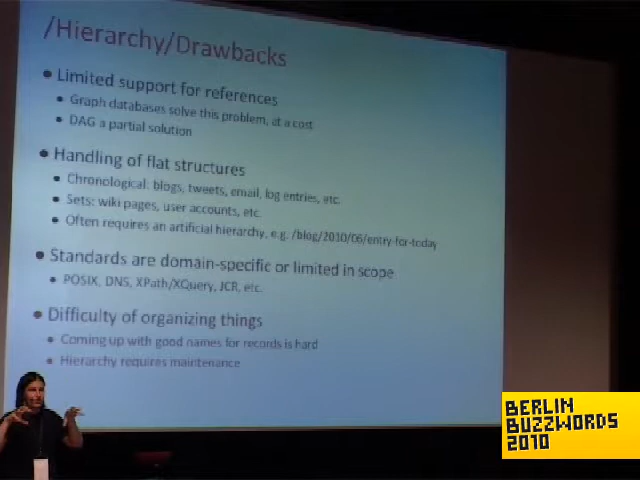 /Hierarchy/Drawbacks
• Limited support for references
• Graph databases solve this problem, at a cost
• DAG a partial solution
• Handling of flat structures
• Chronological: blogs, tweets, email, log entries, etc.
• Sets: wiki pages, user accounts, etc.
• Often requires an artificial hierarchy, e.g. /blog/2010/06/entry-for-today
• Standards are domain-specific or limited in scope
• POSIX, DNS, XPath/XQuery, JCR, etc.
• Difficulty of organizing things
• Coming up with good names for records is hard
• Hierarchy requires maintenance
BERLIN
BUZZWORDS
2010